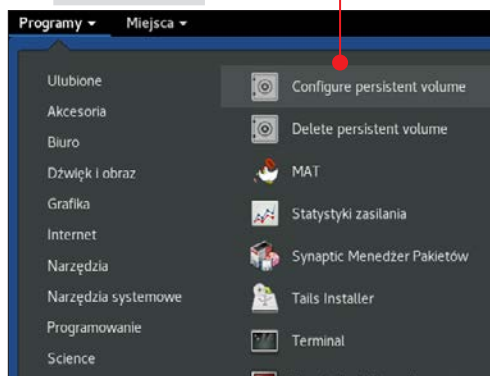 Programy Miejsca
Ulubione
Akcesoria
Biuro
Dźwięk i obraz
Grafika
Internet
Narzędzia
Narzędzia systemowe
Programowanie
Science
Configure persistent volume
Delete persistent volume
MAT
Statystyki zasilania
Synaptic Menedżer Pakietów
Tails Installer
Terminal